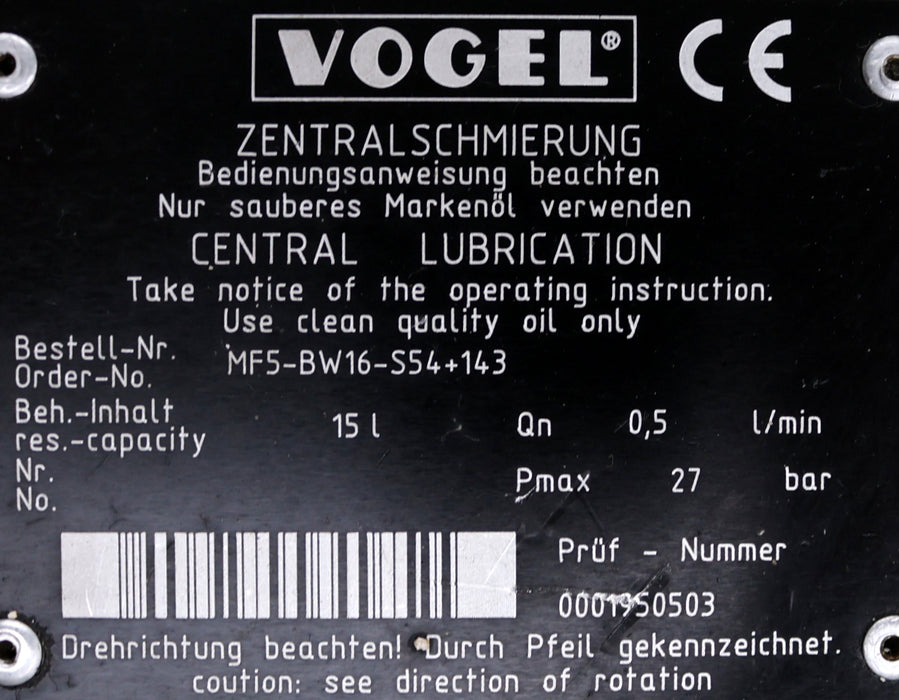 VOGEL® CE
ZENTRALSCHMIERUNG
Bedienungsanweisung beachten
Nur sauberes Markenöl verwenden
CENTRAL LUBRICATION
Take notice of the operating instruction.
Use clean quality oil only
Bestell-Nr.
Order-No. MF5-BW16-S54+143
Beh.-Inhalt
res.-capacity 15 l Qn 0,5 l/min
Nr.
No. Pmax 27 bar
Prüf - Nummer
0001950503
Drehrichtung beachten! Durch Pfeil gekennzeichnet.
coution: see direction of rotation